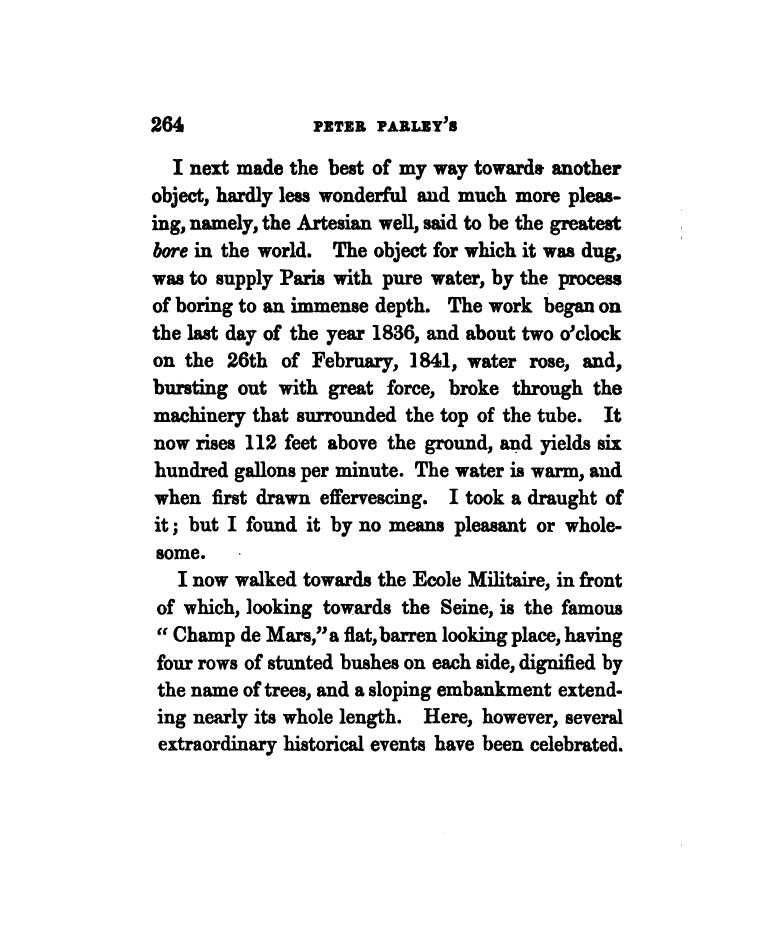 264 PETER PARLEY'S
I next made the best of my way towards another
object, hardly less wonderful and much more pleas-
ing, namely, the Artesian well, said to be the greatest
bore in the world. The object for which it was dug,
was to supply Paris with pure water, by the process
of boring to an immense depth. The work began on
the last day of the year 1836, and about two o'clock
on the 26th of February, 1841, water rose, and,
bursting out with great force, broke through the
machinery that surrounded the top of the tube. It
now rises 112 feet above the ground, and yields six
hundred gallons per minute. The water is warm, and
when first drawn effervescing. I took a draught of
it; but I found it by no means pleasant or whole-
some.
I now walked towards the Ecole Militaire, in front
of which, looking towards the Seine, is the famous
“ Champ de Mars,” a flat, barren looking place, having
four rows of stunted bushes on each side, dignified by
the name of trees, and a sloping embankment extend-
ing nearly its whole length. Here, however, several
extraordinary historical events have been celebrated.